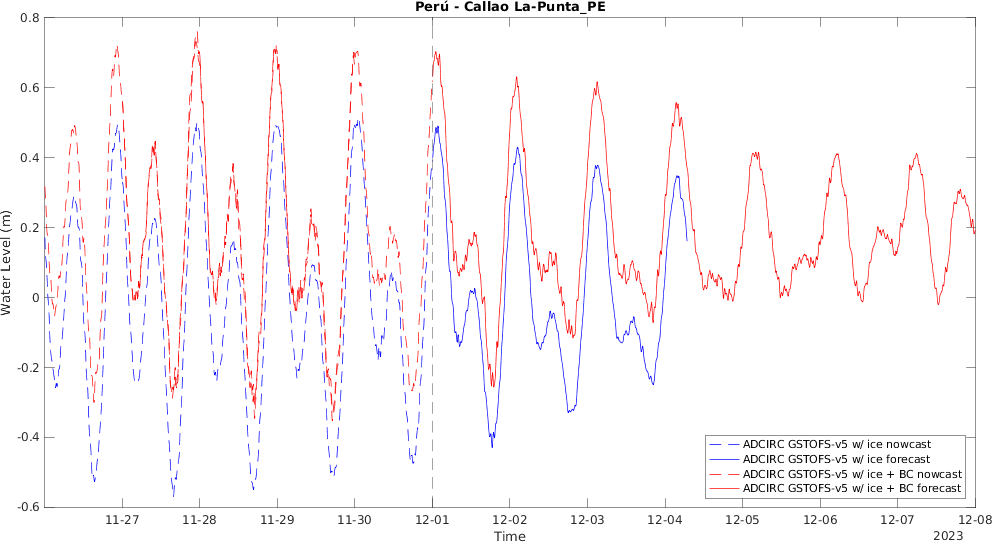 Perú - Callao La-Punta_PE
Water Level (m)
0.8
0.6
0.4
0.2
0
-0.2
-0.4
-0.6
ADCIRC GSTOFS-v5 w/ ice nowcast
ADCIRC GSTOFS-v5 w/ ice forecast
ADCIRC GSTOFS-v5 w/ ice + BC nowcast
ADCIRC GSTOFS-v5 w/ ice + BC forecast
11-27 11-28 11-29 11-30 12-01 12-02 12-03 12-04 12-05 12-06 12-07 12-08
Time
2023